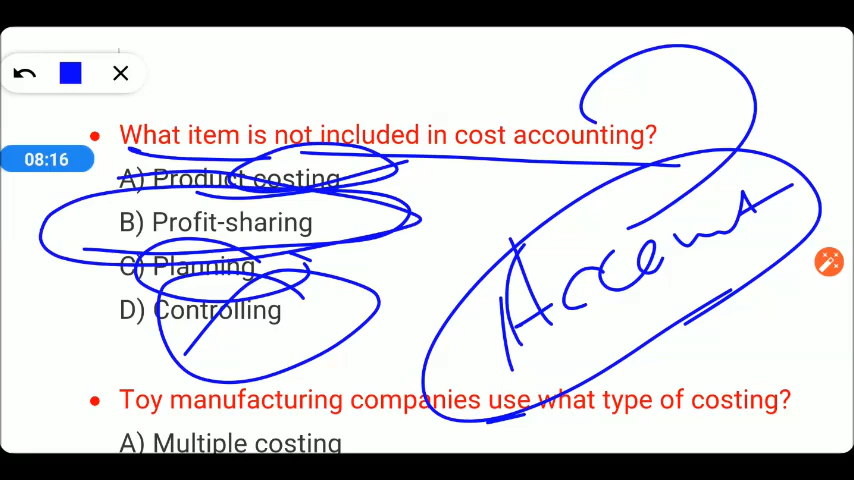 What item is not included in cost accounting?
08:16
A) Product costing
B) Profit-sharing
C) Planning
D) Controlling
Account
Toy manufacturing companies use what type of costing?
A) Multiple costing